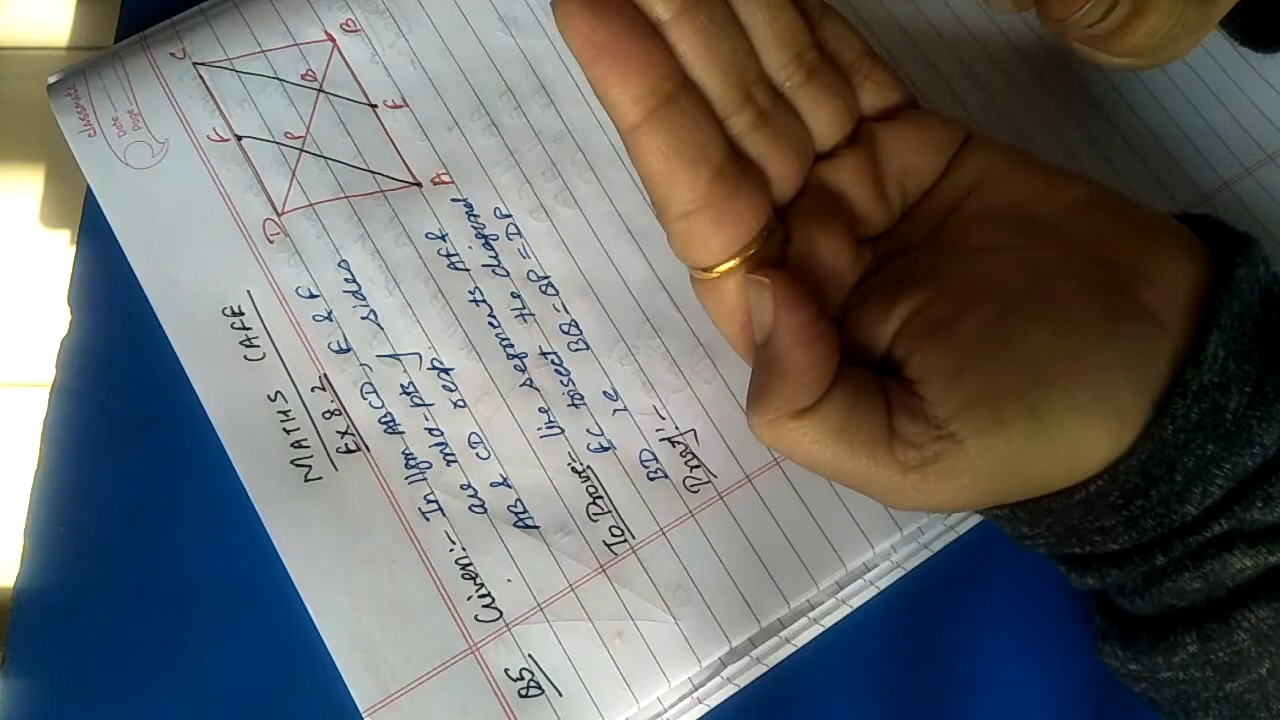 classmate
Date
Page
MATHS CAFE
EX 8.2
Q5. Given:- In llgm ABCD, E & F
are mid-pts of sides
AB & CD resp.
To Prove:- line segments AF &
EC trisect the diagonal
BD ie BQ = QP = DP
Proof:-
C
B
Q
F
P
E
D
A